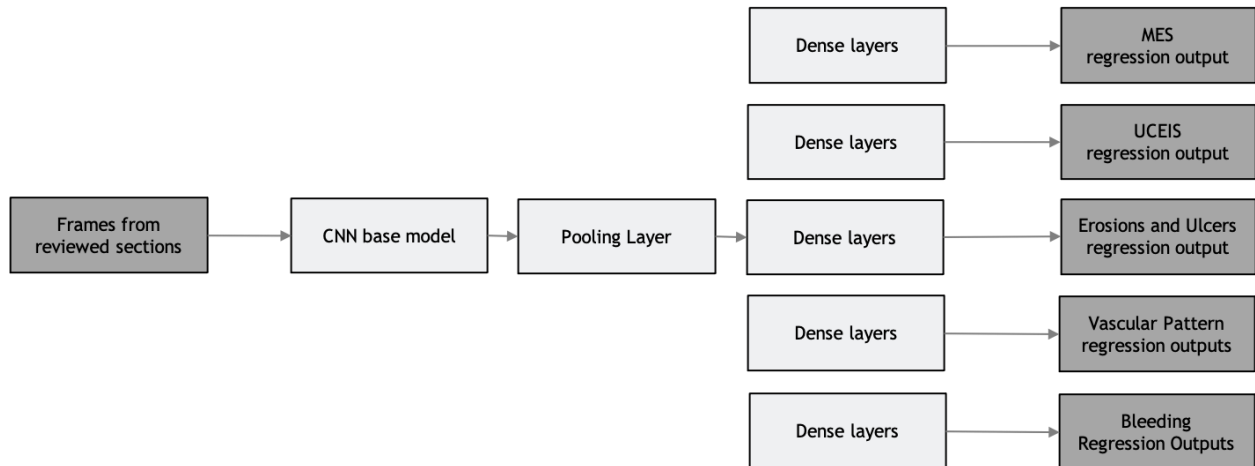 Dense layers
MES
regression output
Dense layers
UCEIS
regression output
Frames from
reviewed sections
CNN base model
Pooling Layer
Dense layers
Erosions and Ulcers
regression output
Dense layers
Vascular Pattern
regression outputs
Dense layers
Bleeding
Regression Outputs